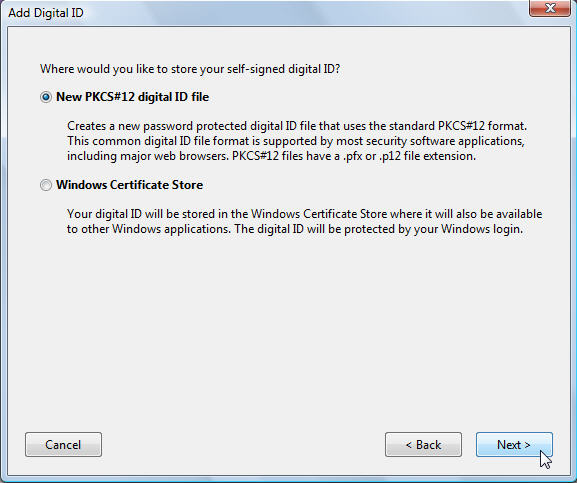 Add Digital ID
Where would you like to store your self-signed digital ID?
New PKCS#12 digital ID file
Creates a new password protected digital ID file that uses the standard PKCS#12 format.
This common digital ID file format is supported by most security software applications,
including major web browsers. PKCS#12 files have a .pfx or .p12 file extension.
Windows Certificate Store
Your digital ID will be stored in the Windows Certificate Store where it will also be available
to other Windows applications. The digital ID will be protected by your Windows login.
Cancel
< Back
Next >